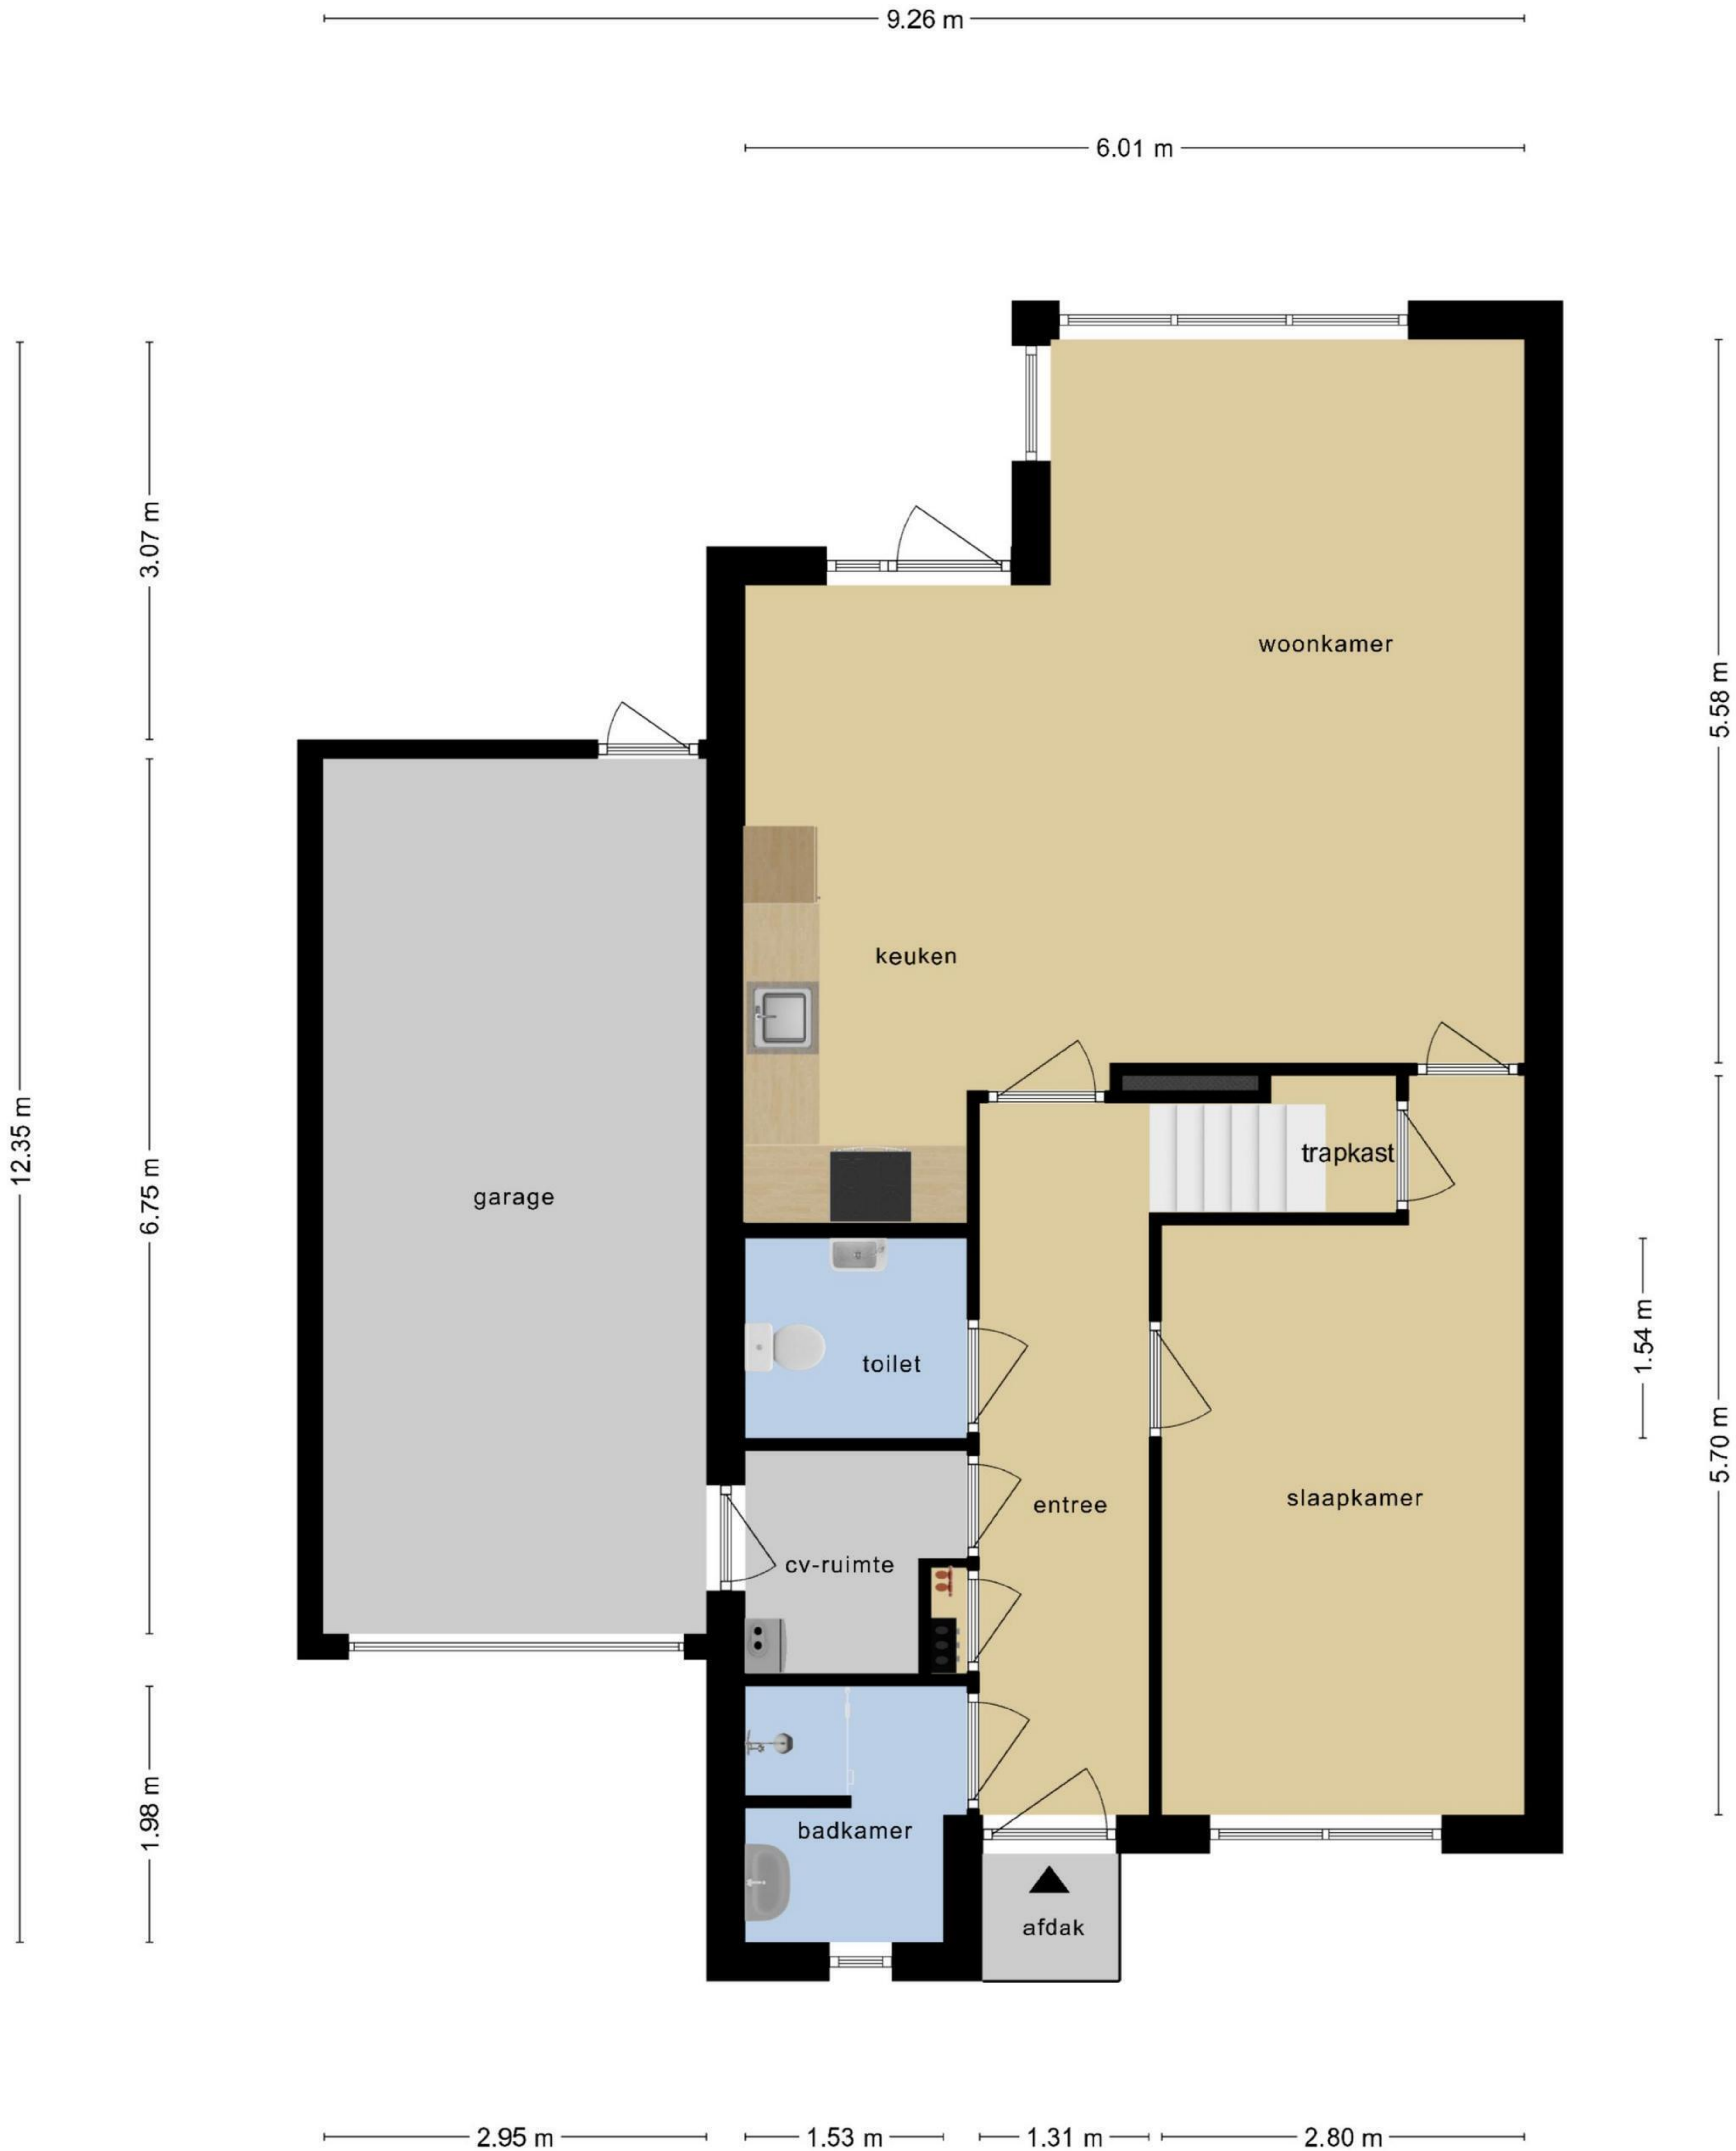 9.26 m
6.01 m
3.07 m
woonkamer
5.58 m
keuken
12.35 m
6.75 m
trapkast
garage
1.54 m
toilet
5.70 m
slaapkamer
entree
cv-ruimte
1.98 m
badkamer
afdak
2.95 m
1.53 m
1.31 m
2.80 m